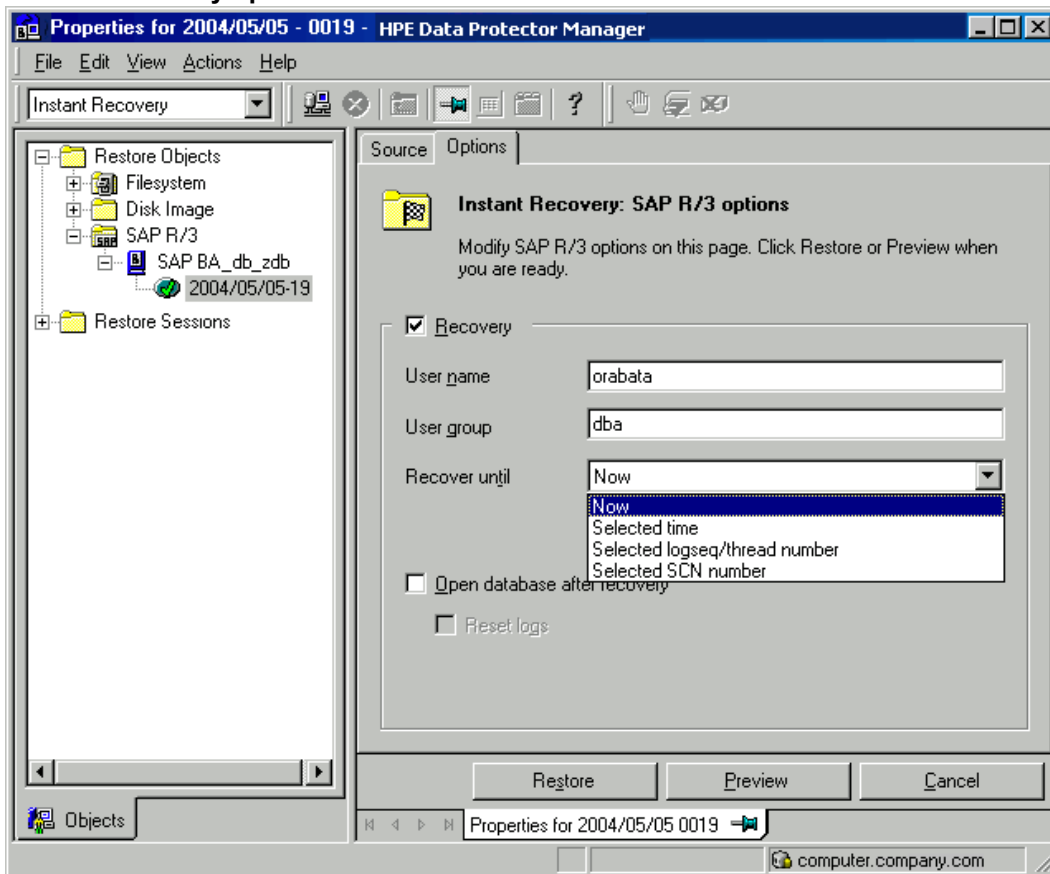 Properties for 2004/05/05 - 0019 - HPE Data Protector Manager
File Edit View Actions Help
Instant Recovery
Restore Objects
Filesystem
Disk Image
SAP R/3
SAP BA_db_zdb
2004/05/05-19
Restore Sessions
Objects
Source Options
Instant Recovery: SAP R/3 options
Modify SAP R/3 options on this page. Click Restore or Preview when
you are ready.
Recovery
User name orabata
User group dba
Recover until Now
Now
Selected time
Selected logseq/thread number
Selected SCN number
Open database after recovery
Reset logs
Restore Preview Cancel
Properties for 2004/05/05 0019
computer.company.com